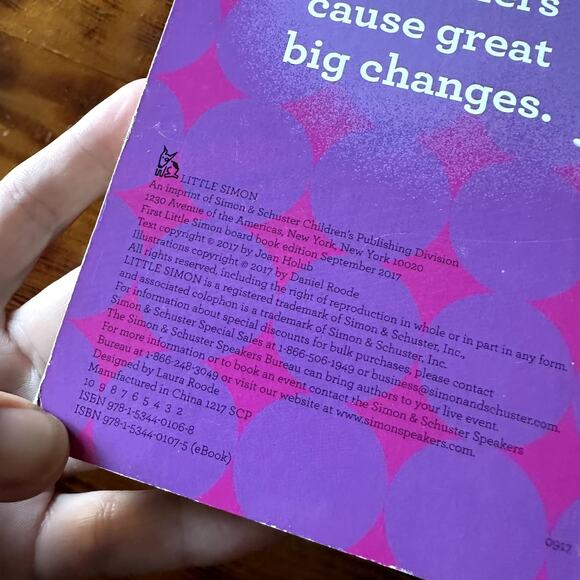 cause great
big changes.
LITTLE SIMON
An imprint of Simon & Schuster Children's Publishing Division
1230 Avenue of the Americas, New York, New York 10020
First Little Simon board book edition September 2017
Text copyright © 2017 by Joan Holub
Illustrations copyright © 2017 by Daniel Roode
All rights reserved, including the right of reproduction in whole or in part in any form.
LITTLE SIMON is a registered trademark of Simon & Schuster, Inc.,
and associated colophon is a trademark of Simon & Schuster, Inc.
For information about special discounts for bulk purchases, please contact
Simon & Schuster Special Sales at 1-866-506-1949 or business@simonandschuster.com.
The Simon & Schuster Speakers Bureau can bring authors to your live event.
For more information or to book an event contact the Simon & Schuster Speakers
Bureau at 1-866-248-3049 or visit our website at www.simonspeakers.com.
Designed by Laura Roode
Manufactured in China 1217 SCP
10 9 8 7 6 5 4 3 2
ISBN 978-1-5344-0106-8
ISBN 978-1-5344-0107-5 (eBook)
0917